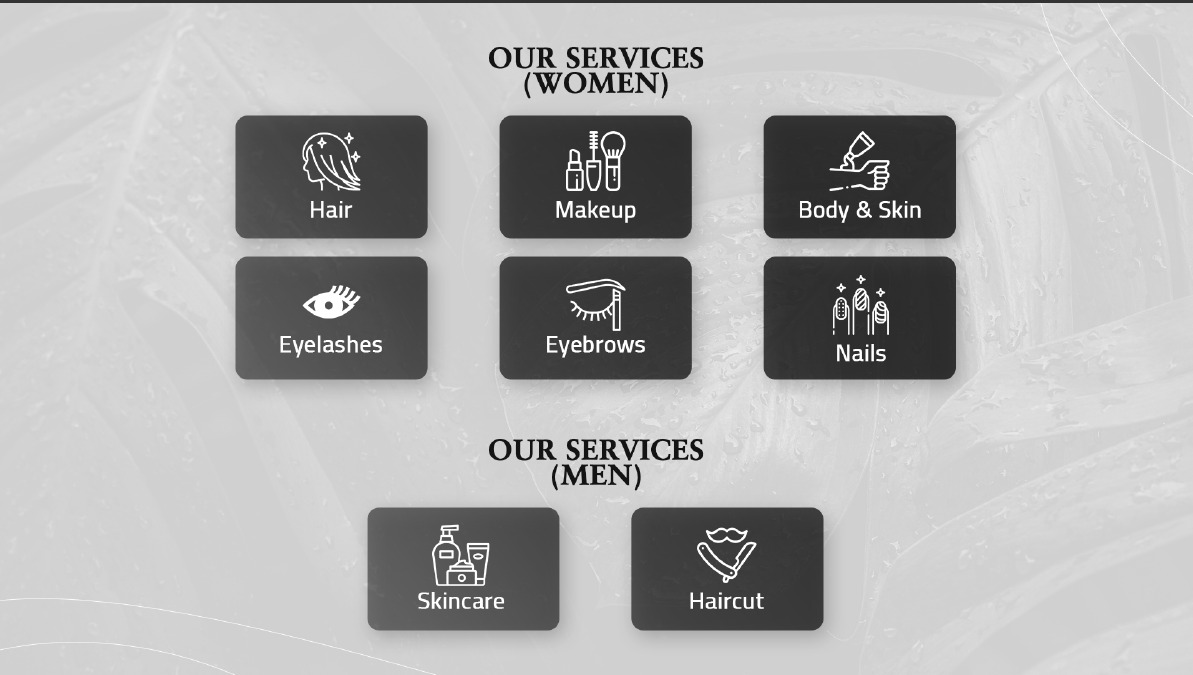 OUR SERVICES
(WOMEN)
Hair
Makeup
Body & Skin
Eyelashes
Eyebrows
Nails
OUR SERVICES
(MEN)
Skincare
Haircut